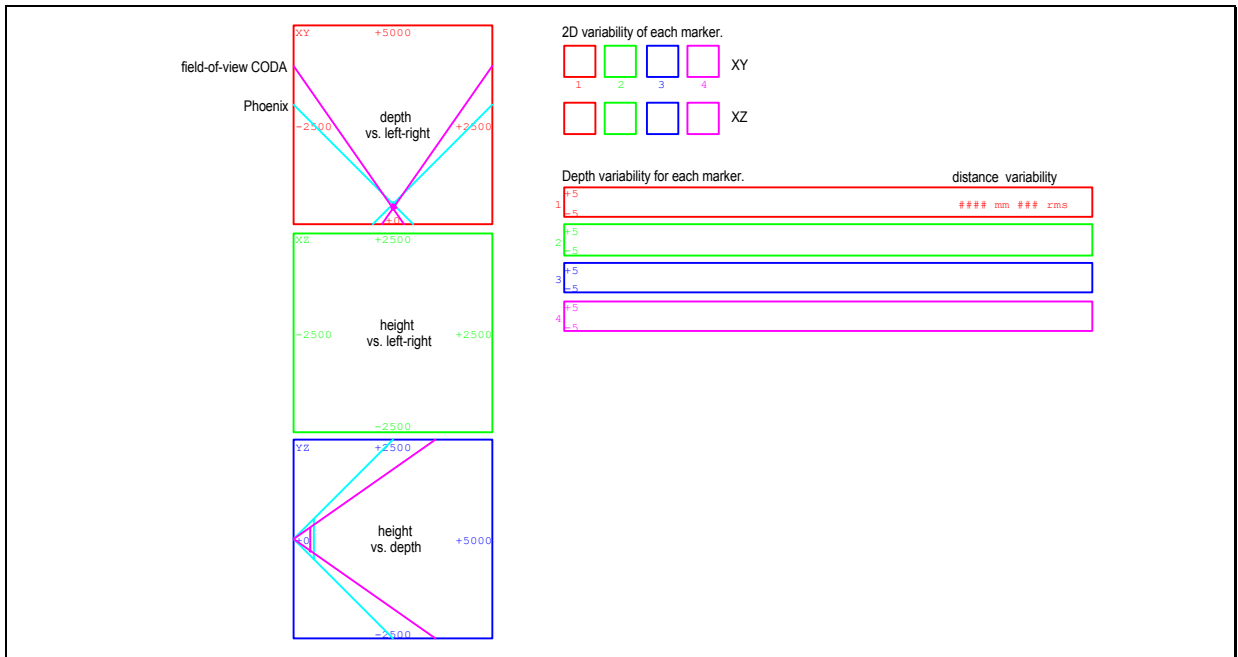 XY +5000
field-of-view CODA
Phoenix
-2500 +2500
depth
vs. left-right
+0
XZ +2500
-2500 +2500
height
vs. left-right
-2500
YZ +2500
+0 +5000
height
vs. depth
-2500
2D variability of each marker.
XY
1 2 3 4
XZ
Depth variability for each marker. distance variability
1 +5
#### mm ### rms
-5
2 +5
-5
3 +5
-5
4 +5
-5